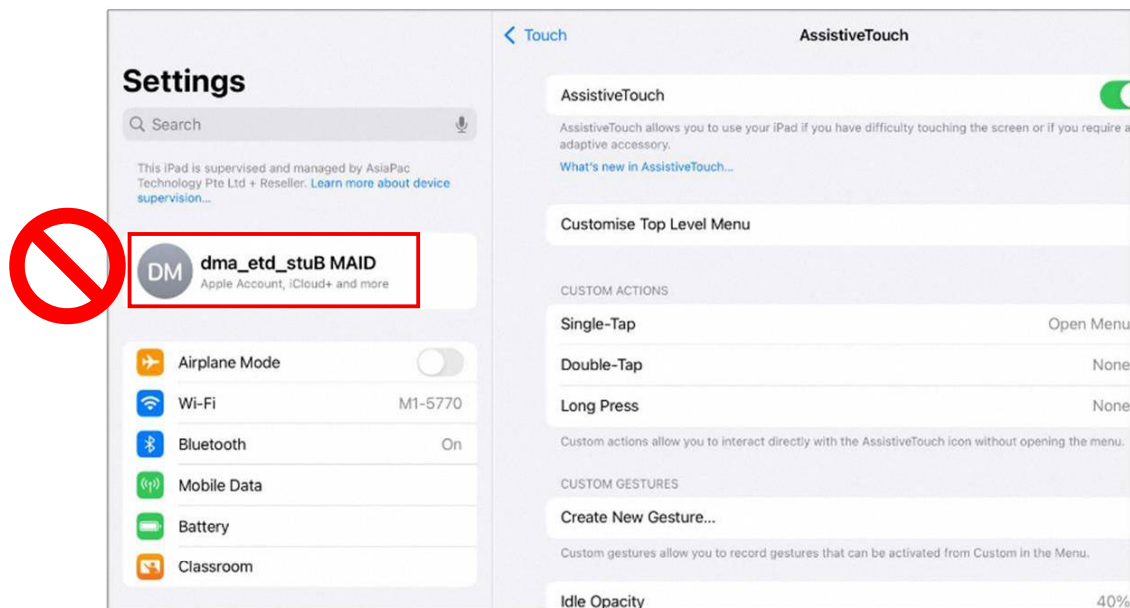 Settings
Search
This iPad is supervised and managed by AsiaPac
Technology Pte Ltd + Reseller. Learn more about device
supervision...
DM
dma_etd_stuB MAID
Apple Account, iCloud+ and more
Airplane Mode
Wi-Fi M1-5770
Bluetooth On
Mobile Data
Battery
Classroom
Touch AssistiveTouch
AssistiveTouch
AssistiveTouch allows you to use your iPad if you have difficulty touching the screen or if you require a
adaptive accessory.
What's new in AssistiveTouch...
Customise Top Level Menu
CUSTOM ACTIONS
Single-Tap Open Menu
Double-Tap None
Long Press None
Custom actions allow you to interact directly with the AssistiveTouch icon without opening the menu.
CUSTOM GESTURES
Create New Gesture...
Custom gestures allow you to record gestures that can be activated from Custom in the Menu.
Idle Opacity 40%